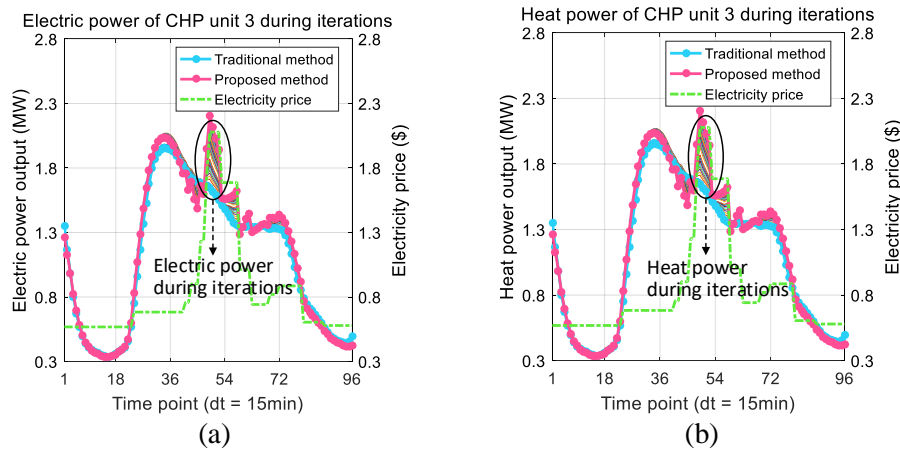 Electric power of CHP unit 3 during iterations
2.8
2.3
1.8
1.3
0.8
0.3
Electric power output (MW)
Traditional method
Proposed method
Electricity price
Electric power
during iterations
2.8
2.3
1.8
1.3
0.8
0.3
Electricity price ($)
1 18 36 54 72 96
Time point (dt = 15min)
(a)
Heat power of CHP unit 3 during iterations
2.8
2.3
1.8
1.3
0.8
0.3
Heat power output (MW)
Traditional method
Proposed method
Electricity price
Heat power
during iterations
2.8
2.3
1.8
1.3
0.8
0.3
Electricity price ($)
1 18 36 54 72 96
Time point (dt = 15min)
(b)